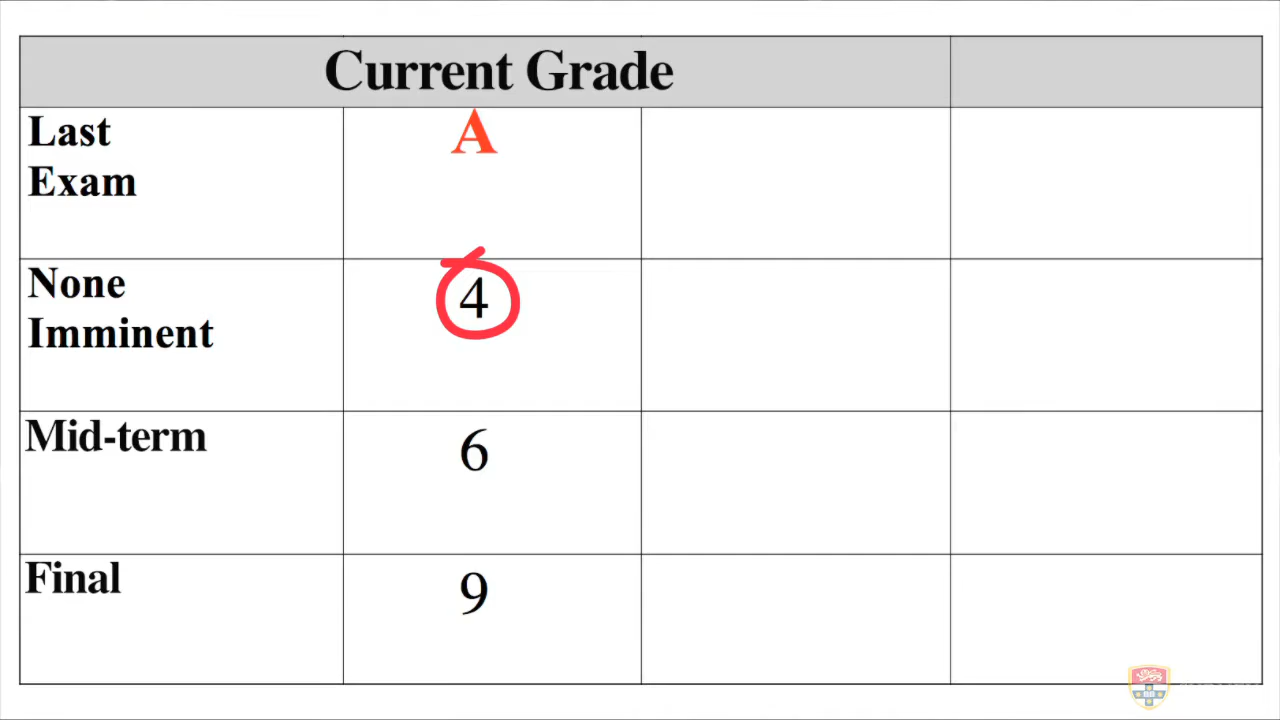 Current Grade
Last A
Exam
None 4
Imminent
Mid-term 6
Final 9